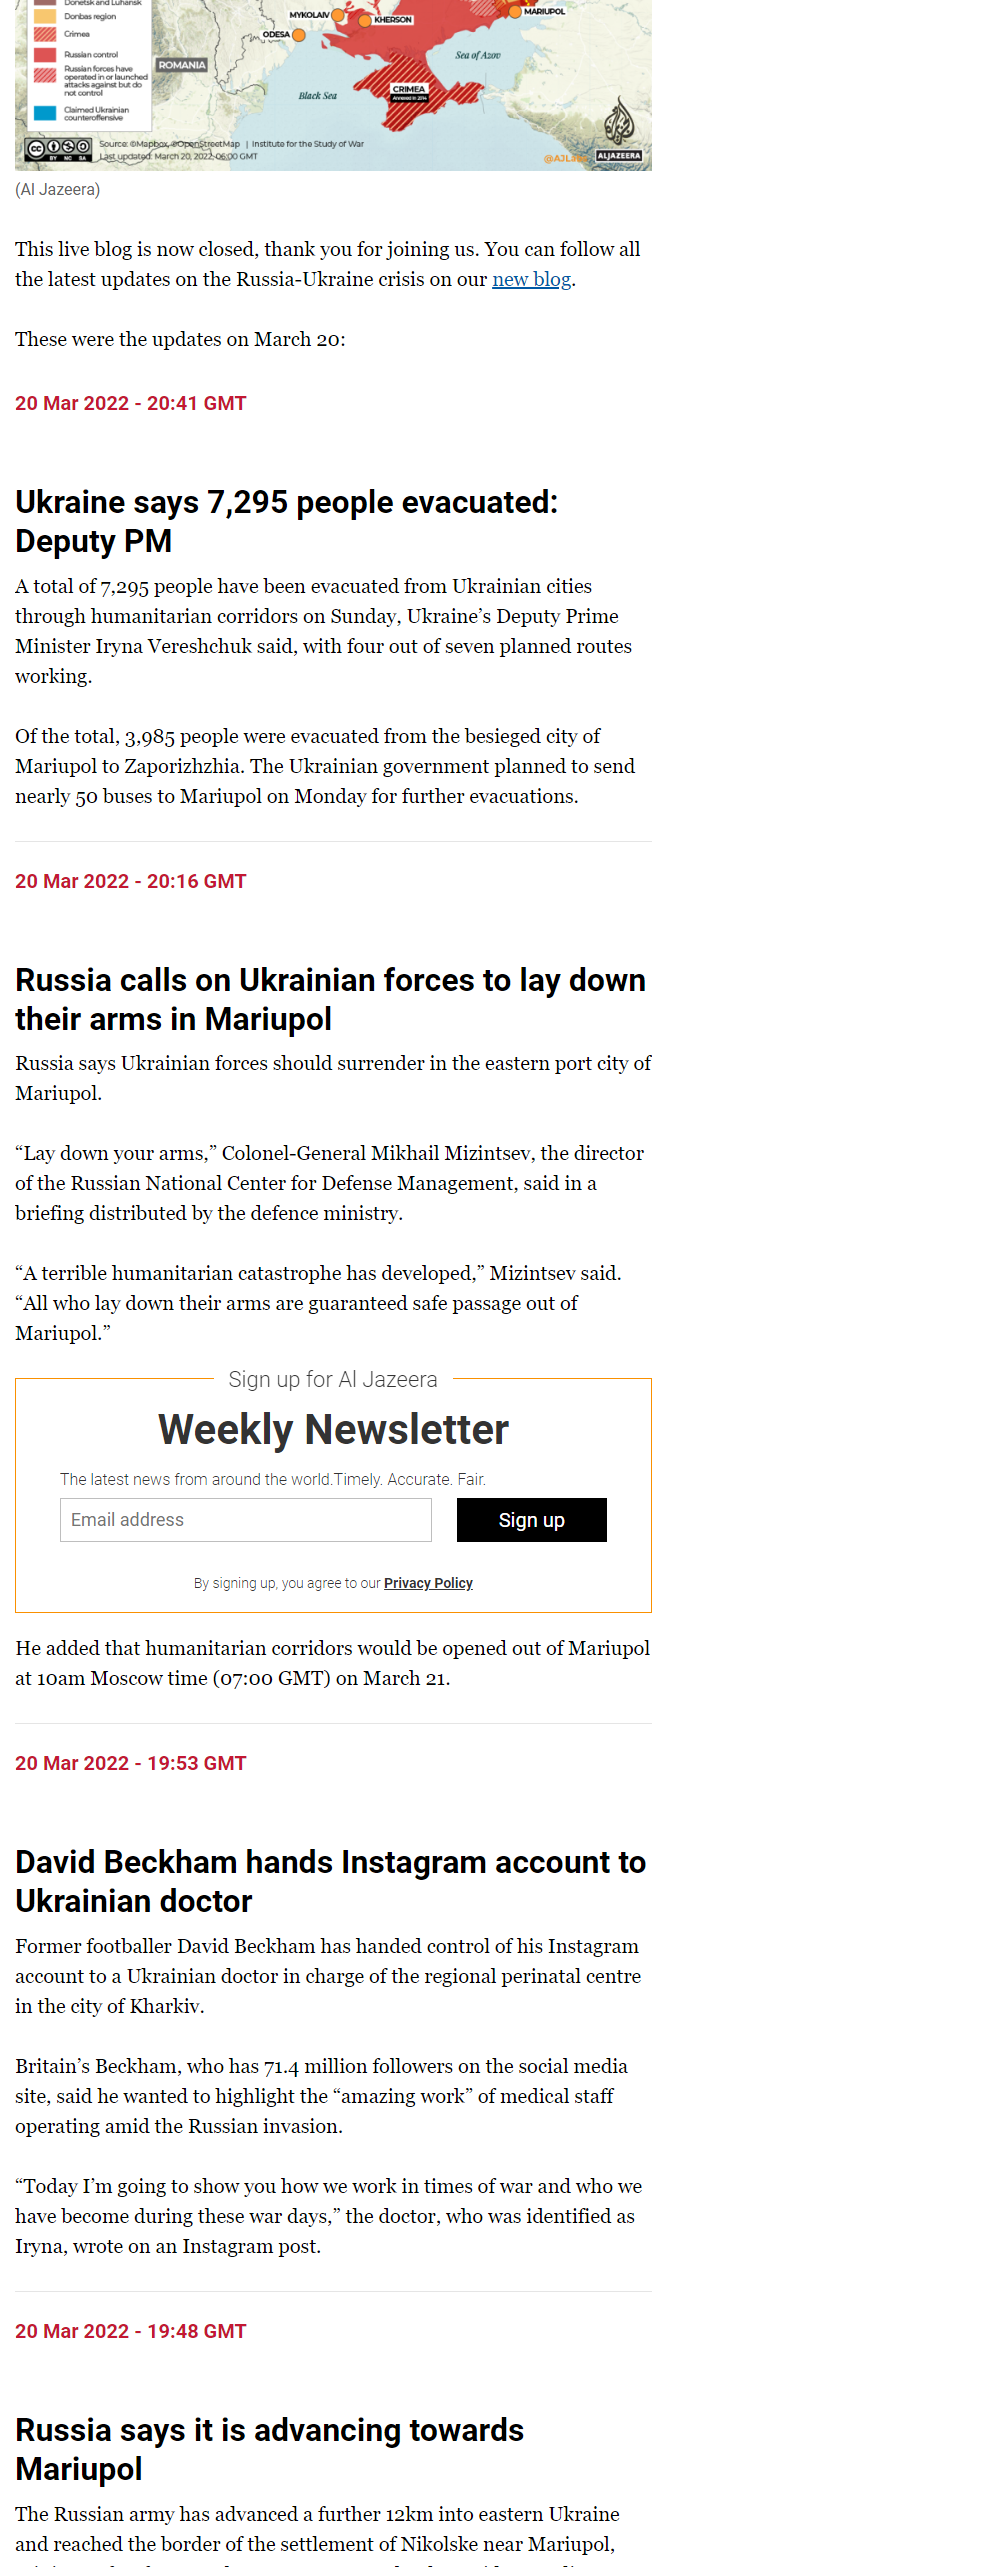 Donetsk and Luhansk
Donbas region
Crimea
Russian control
Russian forces have
operated in or launched
attacks against but do
not control
Claimed Ukrainian
counteroffensive
MYKOLAIV
KHERSON
MARIUPOL
ODESA
ROMANIA
Sea of Azov
CRIMEA
Annexed in 2014
Black Sea
CC BY NC SA
Source: ©Mapbox, ©OpenStreetMap | Institute for the Study of War
Last updated: March 20, 2022, 06:00 GMT
ALJAZEERA
(Al Jazeera)
This live blog is now closed, thank you for joining us. You can follow all
the latest updates on the Russia-Ukraine crisis on our new blog.
These were the updates on March 20:
20 Mar 2022 - 20:41 GMT
Ukraine says 7,295 people evacuated:
Deputy PM
A total of 7,295 people have been evacuated from Ukrainian cities
through humanitarian corridors on Sunday, Ukraine’s Deputy Prime
Minister Iryna Vereshchuk said, with four out of seven planned routes
working.
Of the total, 3,985 people were evacuated from the besieged city of
Mariupol to Zaporizhzhia. The Ukrainian government planned to send
nearly 50 buses to Mariupol on Monday for further evacuations.
20 Mar 2022 - 20:16 GMT
Russia calls on Ukrainian forces to lay down
their arms in Mariupol
Russia says Ukrainian forces should surrender in the eastern port city of
Mariupol.
“Lay down your arms,” Colonel-General Mikhail Mizintsev, the director
of the Russian National Center for Defense Management, said in a
briefing distributed by the defence ministry.
“A terrible humanitarian catastrophe has developed,” Mizintsev said.
“All who lay down their arms are guaranteed safe passage out of
Mariupol.”
Sign up for Al Jazeera
Weekly Newsletter
The latest news from around the world.Timely. Accurate. Fair.
Email address
Sign up
By signing up, you agree to our Privacy Policy
He added that humanitarian corridors would be opened out of Mariupol
at 10am Moscow time (07:00 GMT) on March 21.
20 Mar 2022 - 19:53 GMT
David Beckham hands Instagram account to
Ukrainian doctor
Former footballer David Beckham has handed control of his Instagram
account to a Ukrainian doctor in charge of the regional perinatal centre
in the city of Kharkiv.
Britain’s Beckham, who has 71.4 million followers on the social media
site, said he wanted to highlight the “amazing work” of medical staff
operating amid the Russian invasion.
“Today I’m going to show you how we work in times of war and who we
have become during these war days,” the doctor, who was identified as
Iryna, wrote on an Instagram post.
20 Mar 2022 - 19:48 GMT
Russia says it is advancing towards
Mariupol
The Russian army has advanced a further 12km into eastern Ukraine
and reached the border of the settlement of Nikolske near Mariupol,